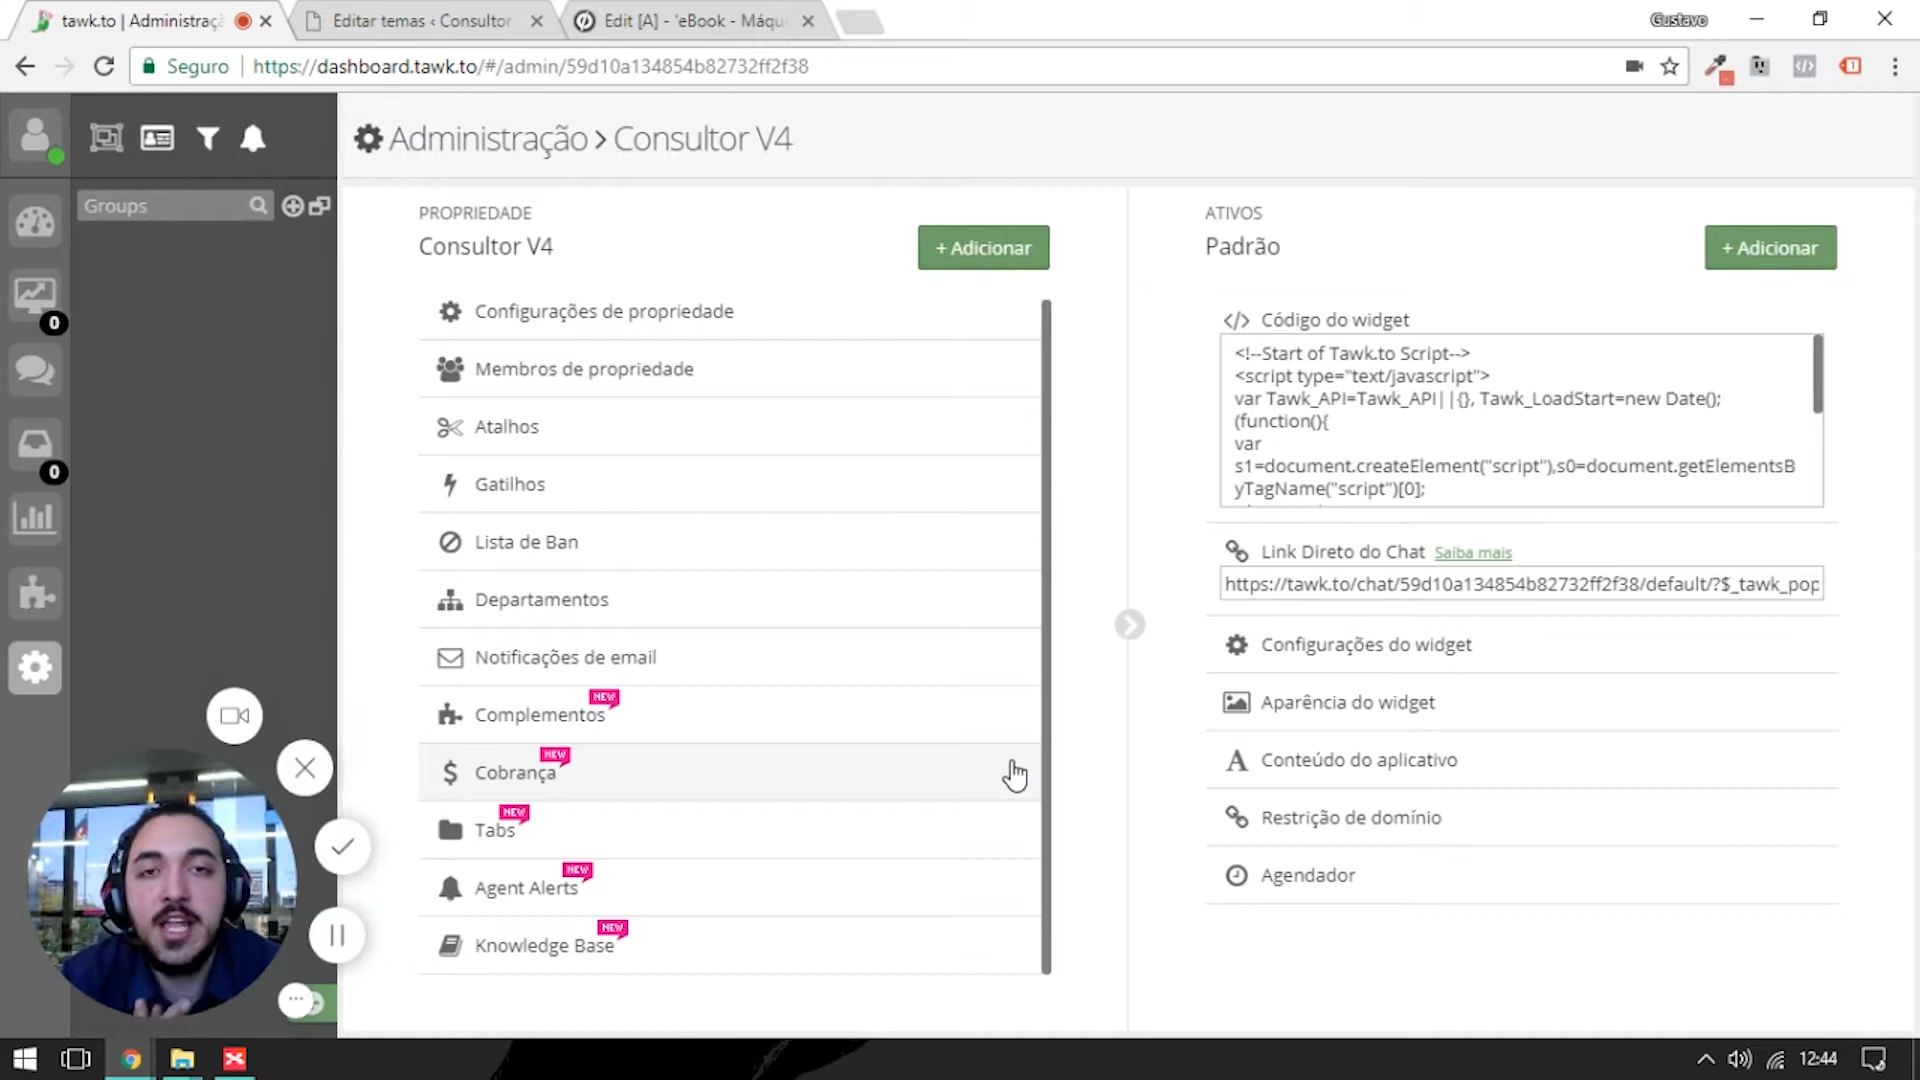 tawk.to | Administraç
Editar temas ‹ Consultor
Edit [A] - 'eBook - Máqu
Gustavo
Seguro
https://dashboard.tawk.to/#/admin/59d10a134854b82732ff2f38
1
Administração > Consultor V4
Groups
0
0
PROPRIEDADE
Consultor V4
+ Adicionar
Configurações de propriedade
Membros de propriedade
Atalhos
Gatilhos
Lista de Ban
Departamentos
Notificações de email
Complementos NEW
Cobrança NEW
Tabs NEW
Agent Alerts NEW
Knowledge Base NEW
ATIVOS
Padrão
+ Adicionar
</> Código do widget
<!--Start of Tawk.to Script-->
<script type="text/javascript">
var Tawk_API=Tawk_API||{}, Tawk_LoadStart=new Date();
(function(){
var
s1=document.createElement("script"),s0=document.getElementsB
yTagName("script")[0];
Link Direto do Chat Saiba mais
https://tawk.to/chat/59d10a134854b82732ff2f38/default/?$_tawk_pop
Configurações do widget
Aparência do widget
Conteúdo do aplicativo
Restrição de domínio
Agendador
12:44